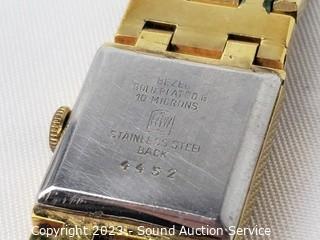 BEZEL
GOLD PLATED G
10 MICRONS
STAINLESS STEEL
BACK
4452
Copyright 2023 - Sound Auction Service